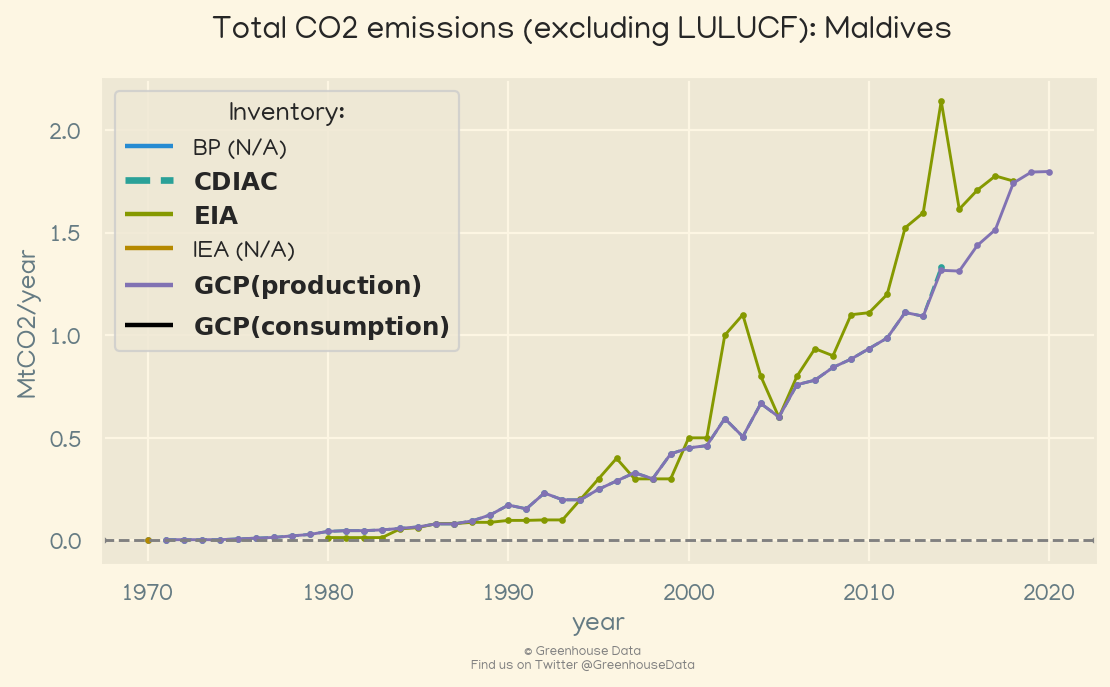 Total CO2 emissions (excluding LULUCF): Maldives
Inventory:
BP (N/A)
CDIAC
EIA
IEA (N/A)
GCP(production)
GCP(consumption)
MtCO2/year
2.0
1.5
1.0
0.5
0.0
1970 1980 1990 2000 2010 2020
year
© Greenhouse Data
Find us on Twitter @GreenhouseData